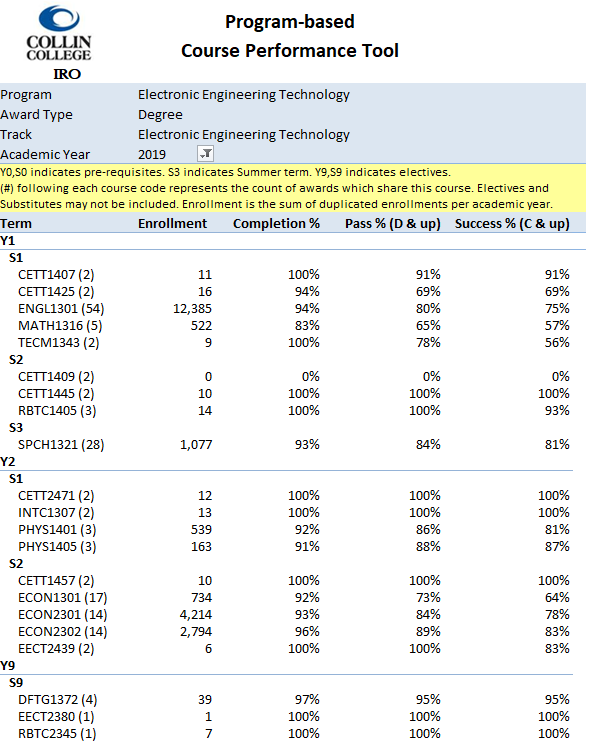 Program-based
Course Performance Tool
COLLIN
COLLEGE
IRO
Program Electronic Engineering Technology
Award Type Degree
Track Electronic Engineering Technology
Academic Year 2019
Y0,S0 indicates pre-requisites. S3 indicates Summer term. Y9,S9 indicates electives.
(#) following each course code represents the count of awards which share this course. Electives and
Substitutes may not be included. Enrollment is the sum of duplicated enrollments per academic year.
Term Enrollment Completion % Pass % (D & up) Success % (C & up)
Y1
S1
CETT1407 (2) 11 100% 91% 91%
CETT1425 (2) 16 94% 69% 69%
ENGL1301 (54) 12,385 94% 80% 75%
MATH1316 (5) 522 83% 65% 57%
TECM1343 (2) 9 100% 78% 56%
S2
CETT1409 (2) 0 0% 0% 0%
CETT1445 (2) 10 100% 100% 100%
RBTC1405 (3) 14 100% 100% 93%
S3
SPCH1321 (28) 1,077 93% 84% 81%
Y2
S1
CETT2471 (2) 12 100% 100% 100%
INTC1307 (2) 13 100% 100% 100%
PHYS1401 (3) 539 92% 86% 81%
PHYS1405 (3) 163 91% 88% 87%
S2
CETT1457 (2) 10 100% 100% 100%
ECON1301 (17) 734 92% 73% 64%
ECON2301 (14) 4,214 93% 84% 78%
ECON2302 (14) 2,794 96% 89% 83%
EECT2439 (2) 6 100% 100% 83%
Y9
S9
DFTG1372 (4) 39 97% 95% 95%
EECT2380 (1) 1 100% 100% 100%
RBTC2345 (1) 7 100% 100% 100%